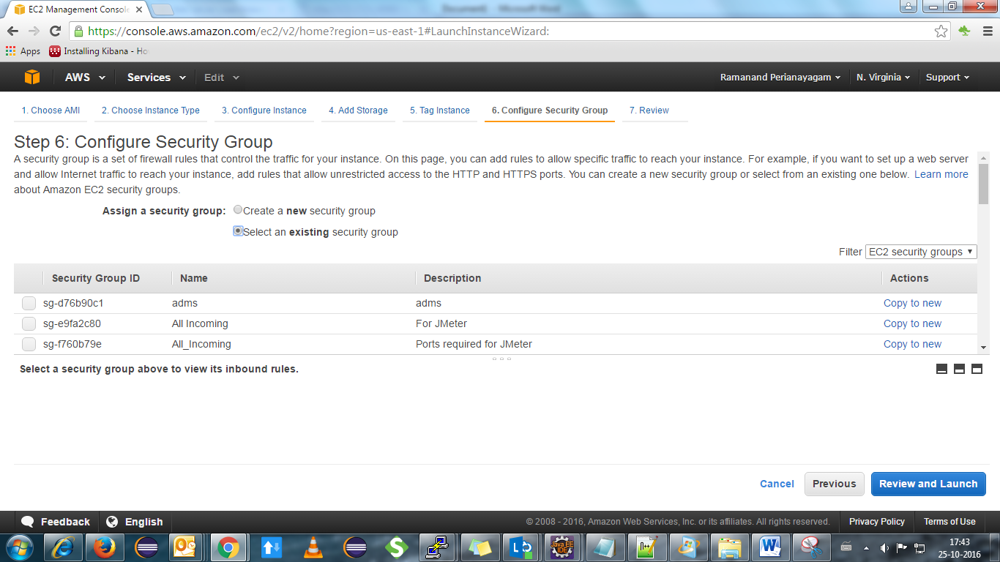 EC2 Management Console
Document1 - Microsoft Word
https://console.aws.amazon.com/ec2/v2/home?region=us-east-1#LaunchInstanceWizard:
Apps Installing Kibana - Ho
AWS Services Edit Ramanand Perianayagam N. Virginia Support
1. Choose AMI 2. Choose Instance Type 3. Configure Instance 4. Add Storage 5. Tag Instance 6. Configure Security Group 7. Review
Step 6: Configure Security Group
A security group is a set of firewall rules that control the traffic for your instance. On this page, you can add rules to allow specific traffic to reach your instance. For example, if you want to set up a web server
and allow Internet traffic to reach your instance, add rules that allow unrestricted access to the HTTP and HTTPS ports. You can create a new security group or select from an existing one below. Learn more
about Amazon EC2 security groups.
Assign a security group: Create a new security group
Select an existing security group
Filter EC2 security groups
Security Group ID Name Description Actions
sg-d76b90c1 adms adms Copy to new
sg-e9fa2c80 All Incoming For JMeter Copy to new
sg-f760b79e All_Incoming Ports required for JMeter Copy to new
Select a security group above to view its inbound rules.
Cancel Previous Review and Launch
Feedback English © 2008 - 2016, Amazon Web Services, Inc. or its affiliates. All rights reserved. Privacy Policy Terms of Use
17:43
25-10-2016